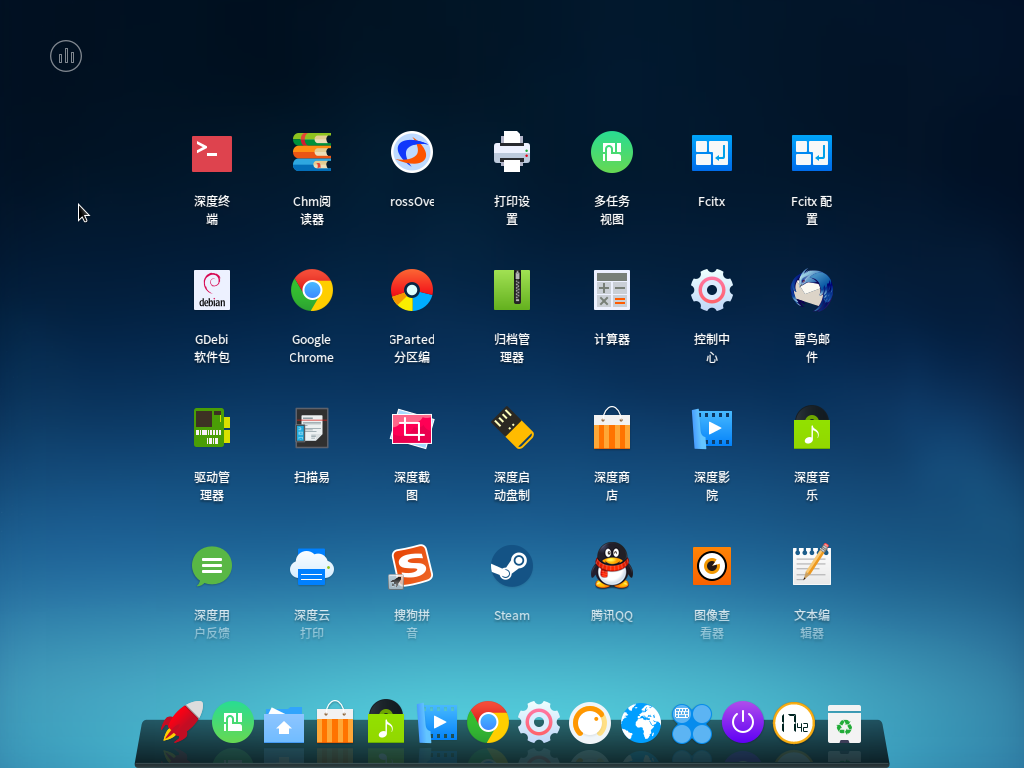 深度终
端
Chm阅
读器
rossOve
打印设
置
多任务
视图
Fcitx
Fcitx 配
置
debian
GDebi
软件包
Google
Chrome
GParted
分区编
归档管
理器
计算器
控制中
心
雷鸟邮
件
驱动管
理器
扫描易
深度截
图
深度启
动盘制
深度商
店
深度影
院
深度音
乐
深度用
户反馈
深度云
打印
搜狗拼
音
Steam
腾讯QQ
图像查
看器
文本编
辑器
17 42